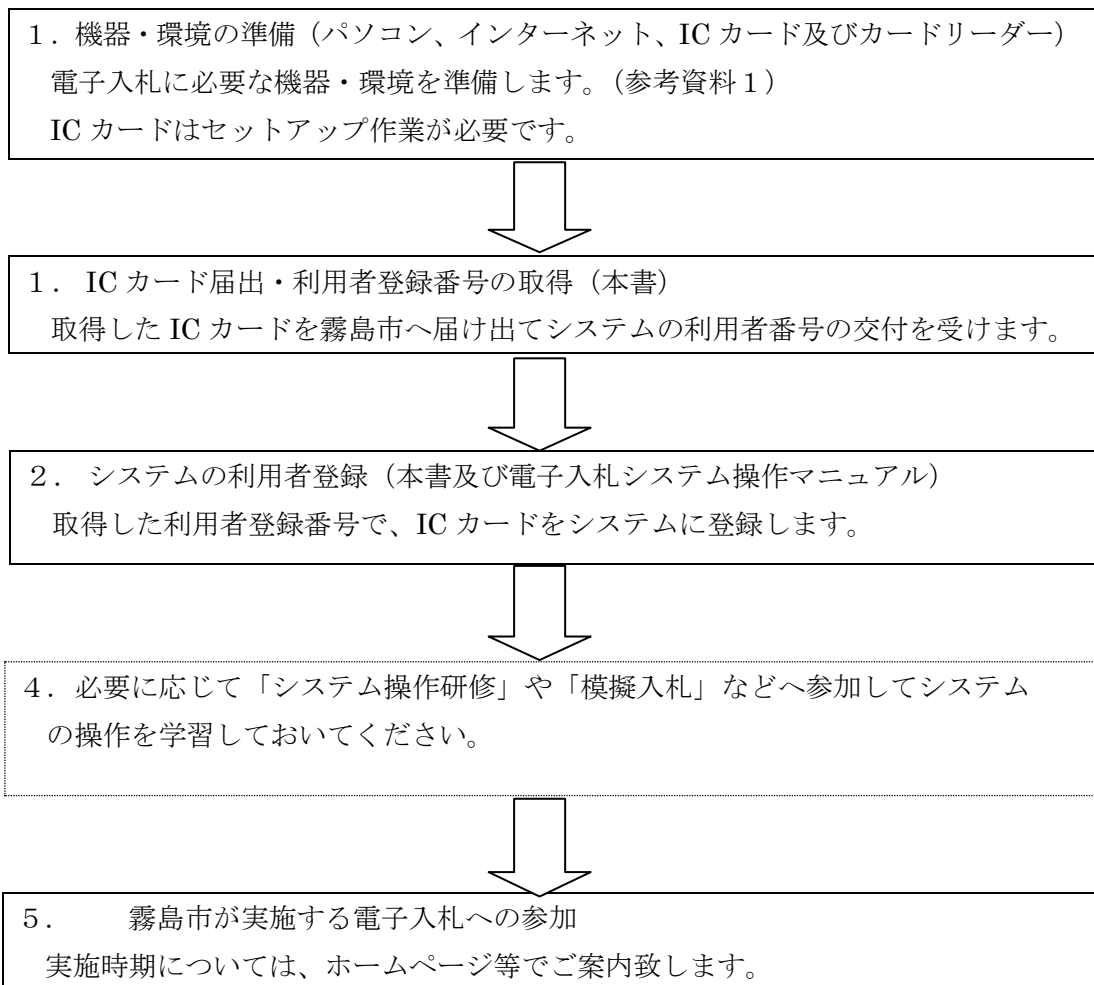 １．機器・環境の準備（パソコン、インターネット、IC カード及びカードリーダー）
電子入札に必要な機器・環境を準備します。（参考資料１）
IC カードはセットアップ作業が必要です。
１． IC カード届出・利用者登録番号の取得（本書）
取得した IC カードを霧島市へ届け出てシステムの利用者番号の交付を受けます。
２． システムの利用者登録（本書及び電子入札システム操作マニュアル）
取得した利用者登録番号で、IC カードをシステムに登録します。
４．必要に応じて「システム操作研修」や「模擬入札」などへ参加してシステム
の操作を学習しておいてください。
５． 霧島市が実施する電子入札への参加
実施時期については、ホームページ等でご案内致します。